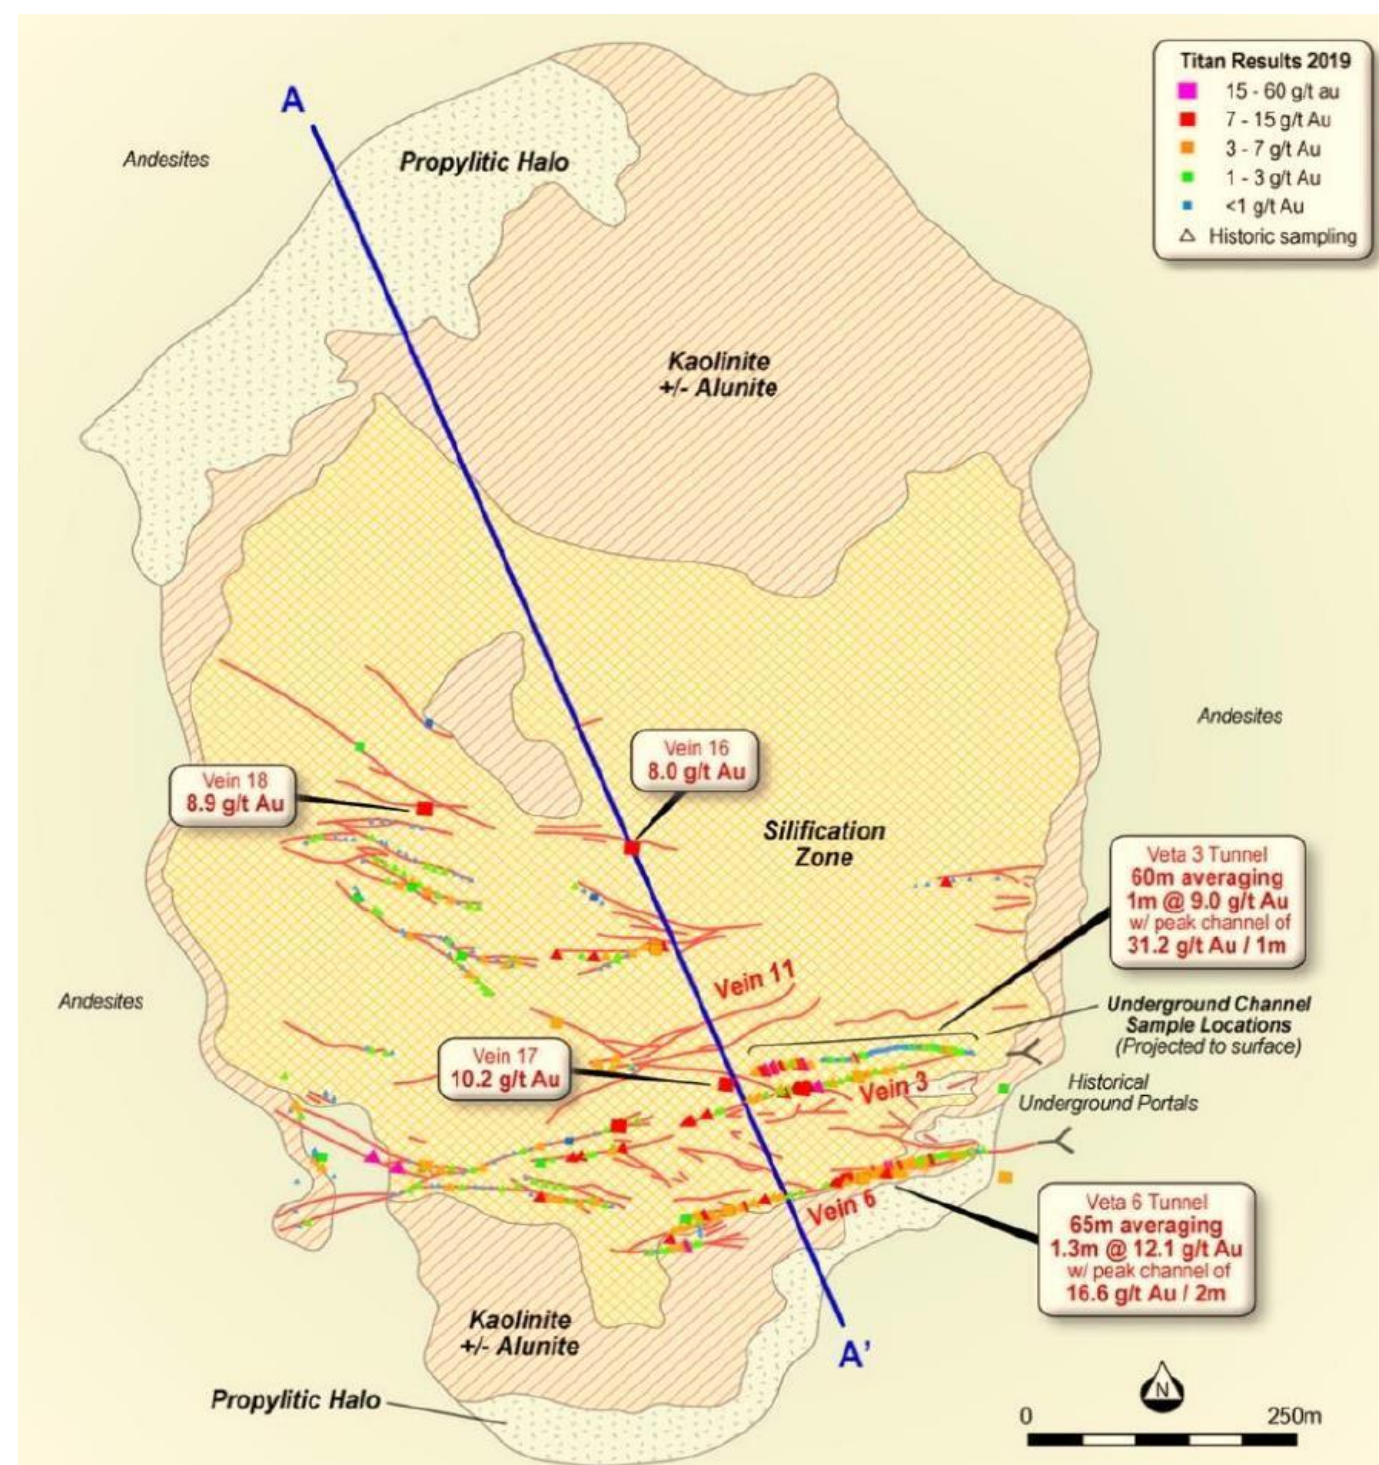 Titan Results 2019
15 - 60 g/t au
7 - 15 g/t Au
3 - 7 g/t Au
1 - 3 g/t Au
<1 g/t Au
Historic sampling
A
Andesites
Propylitic Halo
Kaolinite
+/- Alunite
Andesites
Vein 16
8.0 g/t Au
Vein 18
8.9 g/t Au
Silification
Zone
Veta 3 Tunnel
60m averaging
1m @ 9.0 g/t Au
w/ peak channel of
31.2 g/t Au / 1m
Vein 11
Andesites
Underground Channel
Sample Locations
(Projected to surface)
Vein 17
10.2 g/t Au
Vein 3
Historical
Underground Portals
Vein 6
Veta 6 Tunnel
65m averaging
1.3m @ 12.1 g/t Au
w/ peak channel of
16.6 g/t Au / 2m
Kaolinite
+/- Alunite
A'
Propylitic Halo
N
0 250m